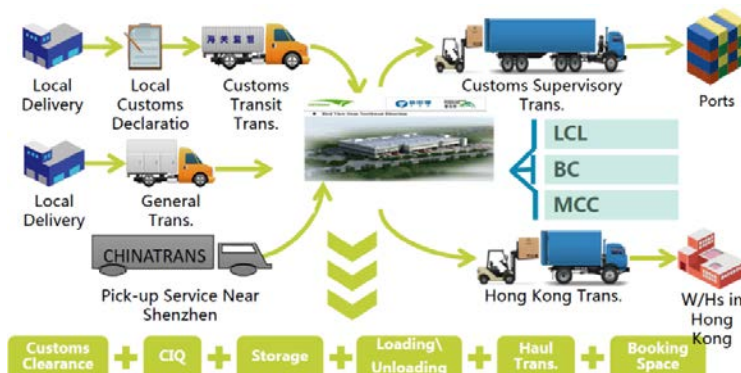 海关监管
Local
Delivery
Local
Customs
Declaratio
Customs
Transit
Trans.
Customs Supervisory
Trans.
Ports
LCL
BC
MCC
Local
Delivery
General
Trans.
CHINATRANS
Pick-up Service Near
Shenzhen
Hong Kong Trans.
W/Hs in
Hong
Kong
Customs
Clearance
+
CIQ
+
Storage
+
Loading\
Unloading
+
Haul
Trans.
+
Booking
Space